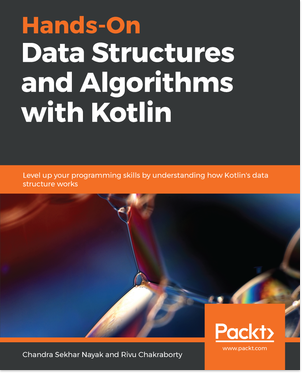 Hands-On
Data Structures
and Algorithms
with Kotlin
Level up your programming skills by understanding how Kotlin's data
structure works
Packt>
www.packt.com
Chandra Sekhar Nayak and Rivu Chakraborty